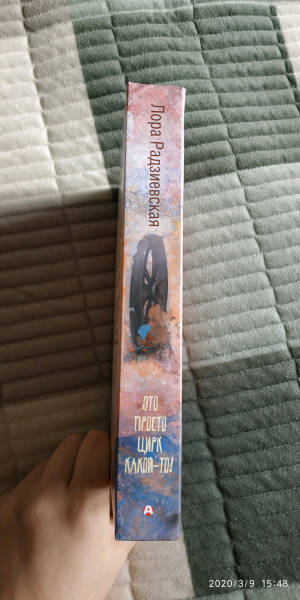 Лора Радзиевская
ЭТО
ПРОСТО
ЦИРК
КАКОЙ-ТО!
А
2020/3/9 15:48